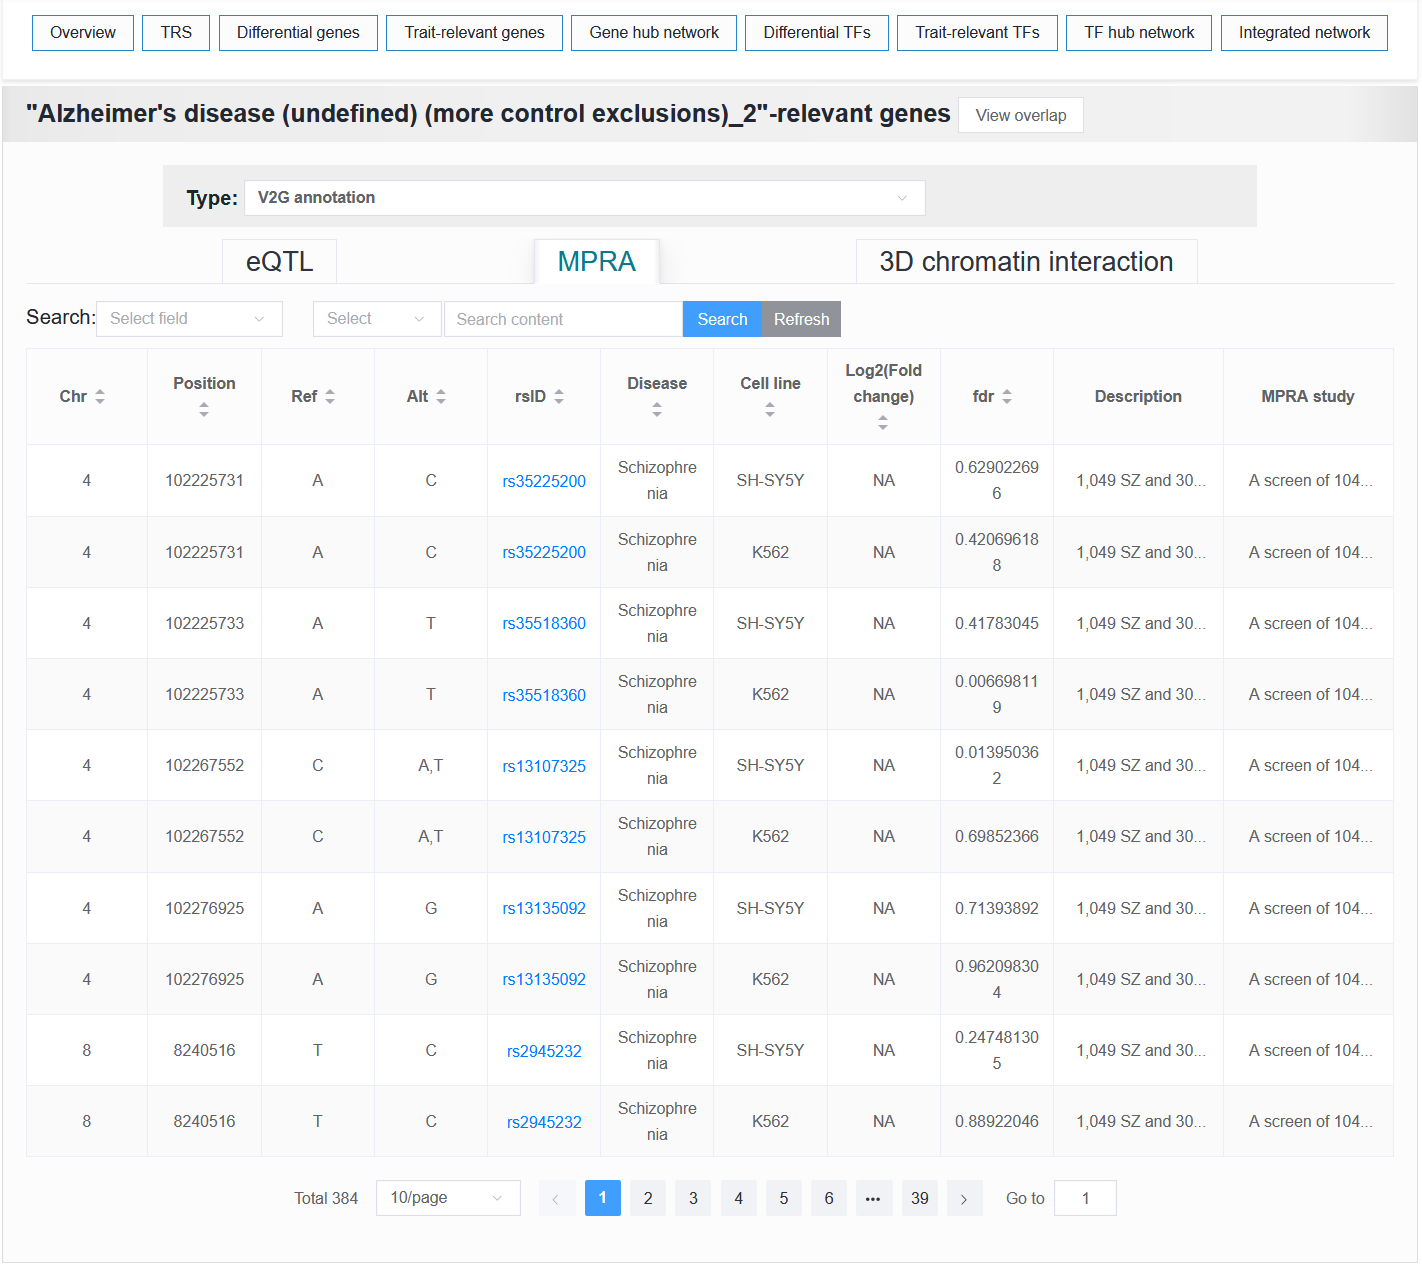 Overview TRS Differential genes Trait-relevant genes Gene hub network Differential TFs Trait-relevant TFs TF hub network Integrated network
"Alzheimer's disease (undefined) (more control exclusions)_2"-relevant genes View overlap
Type: V2G annotation
eQTL MPRA 3D chromatin interaction
Search: Select field Select Search content Search Refresh
Chr Position Ref Alt rsID Disease Cell line Log2(Fold change) fdr Description MPRA study
4 102225731 A C rs35225200 Schizophrenia SH-SY5Y NA 0.629022696 1,049 SZ and 30... A screen of 104...
4 102225731 A C rs35225200 Schizophrenia K562 NA 0.420696188 1,049 SZ and 30... A screen of 104...
4 102225733 A T rs35518360 Schizophrenia SH-SY5Y NA 0.41783045 1,049 SZ and 30... A screen of 104...
4 102225733 A T rs35518360 Schizophrenia K562 NA 0.006698119 1,049 SZ and 30... A screen of 104...
4 102267552 C A,T rs13107325 Schizophrenia SH-SY5Y NA 0.013950362 1,049 SZ and 30... A screen of 104...
4 102267552 C A,T rs13107325 Schizophrenia K562 NA 0.69852366 1,049 SZ and 30... A screen of 104...
4 102276925 A G rs13135092 Schizophrenia SH-SY5Y NA 0.71393892 1,049 SZ and 30... A screen of 104...
4 102276925 A G rs13135092 Schizophrenia K562 NA 0.962098304 1,049 SZ and 30... A screen of 104...
8 8240516 T C rs2945232 Schizophrenia SH-SY5Y NA 0.247481305 1,049 SZ and 30... A screen of 104...
8 8240516 T C rs2945232 Schizophrenia K562 NA 0.88922046 1,049 SZ and 30... A screen of 104...
Total 384 10/page 1 2 3 4 5 6 ••• 39 Go to 1